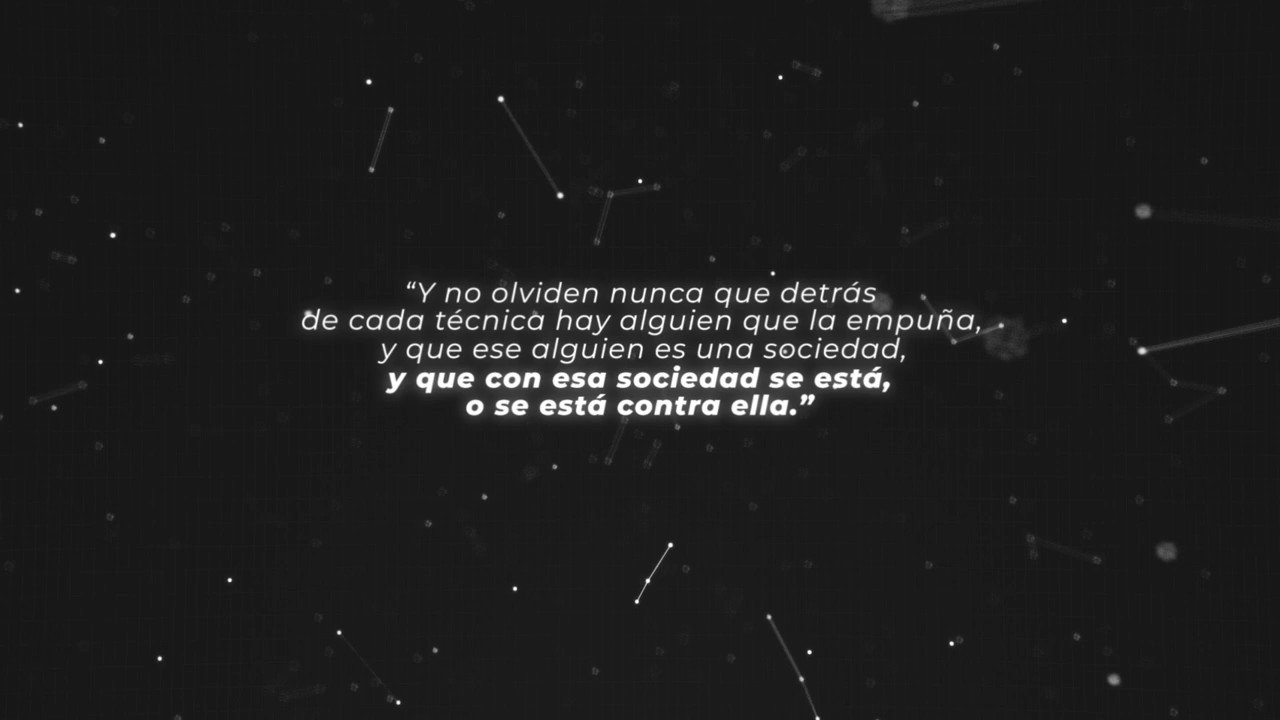 “Y no olviden nunca que detrás
de cada técnica hay alguien que la empuña,
y que ese alguien es una sociedad,
y que con esa sociedad se está,
o se está contra ella.”